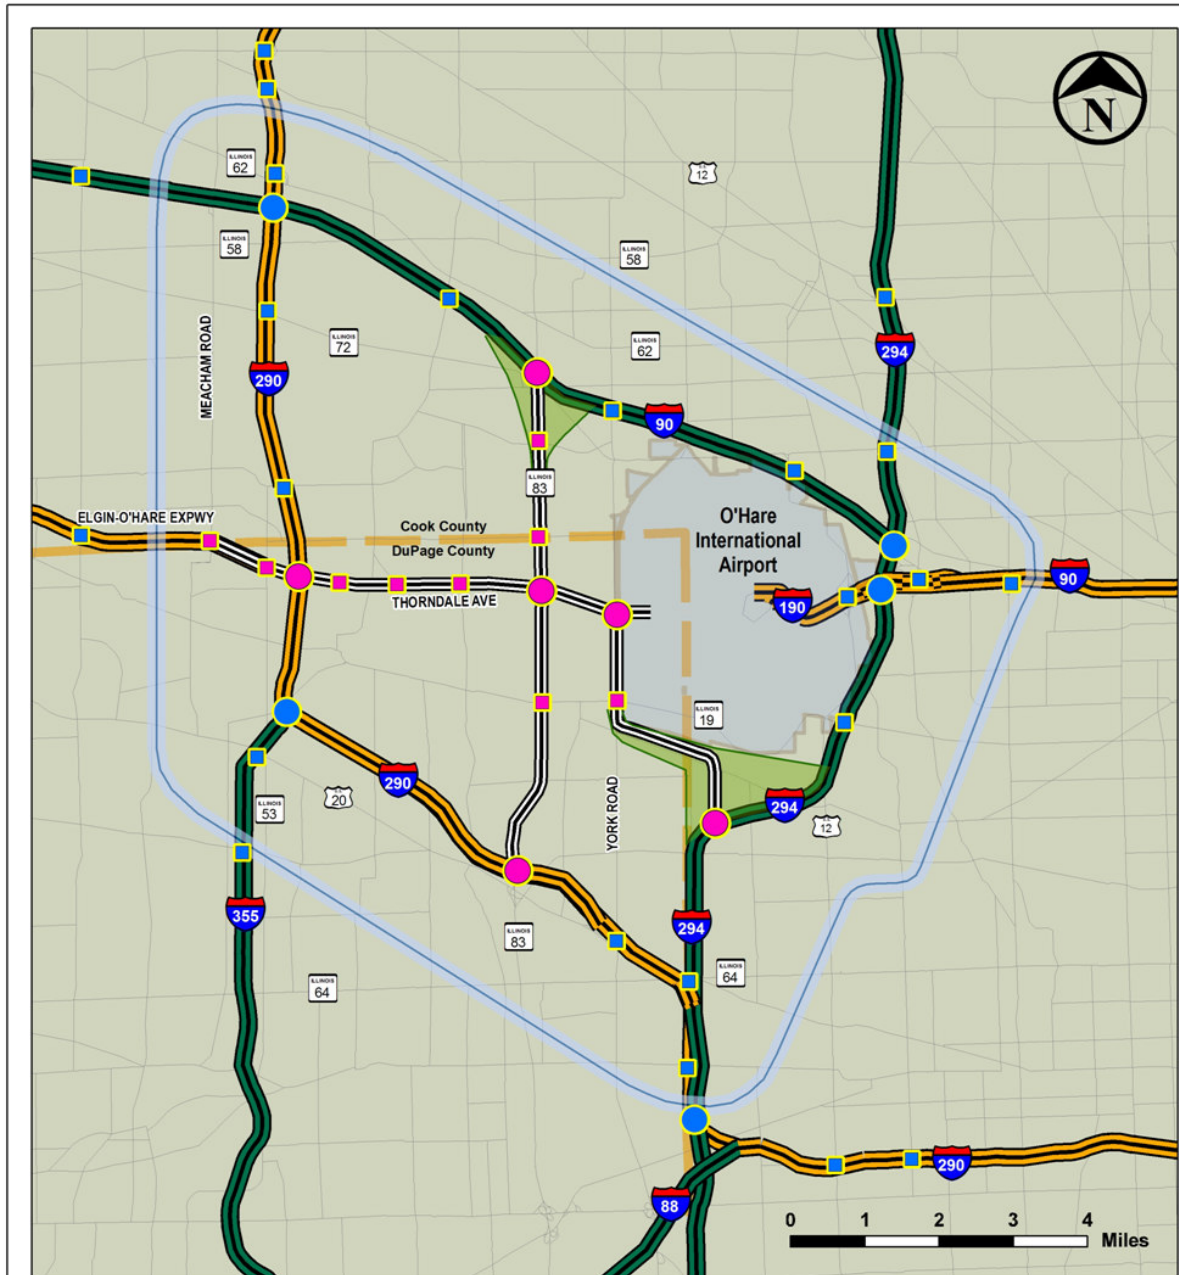 N
ILLINOIS
62
U S
12
ILLINOIS
58
ILLINOIS
58
MEACHAM ROAD
ILLINOIS
72
ILLINOIS
62
294
290
90
ILLINOIS
83
ELGIN-O'HARE EXPWY
Cook County
DuPage County
O'Hare
International
Airport
THORNDALE AVE
190
90
ILLINOIS
19
290
U S
20
ILLINOIS
53
YORK ROAD
294
U S
12
355
294
ILLINOIS
83
ILLINOIS
64
ILLINOIS
64
290
88
0 1 2 3 4
Miles